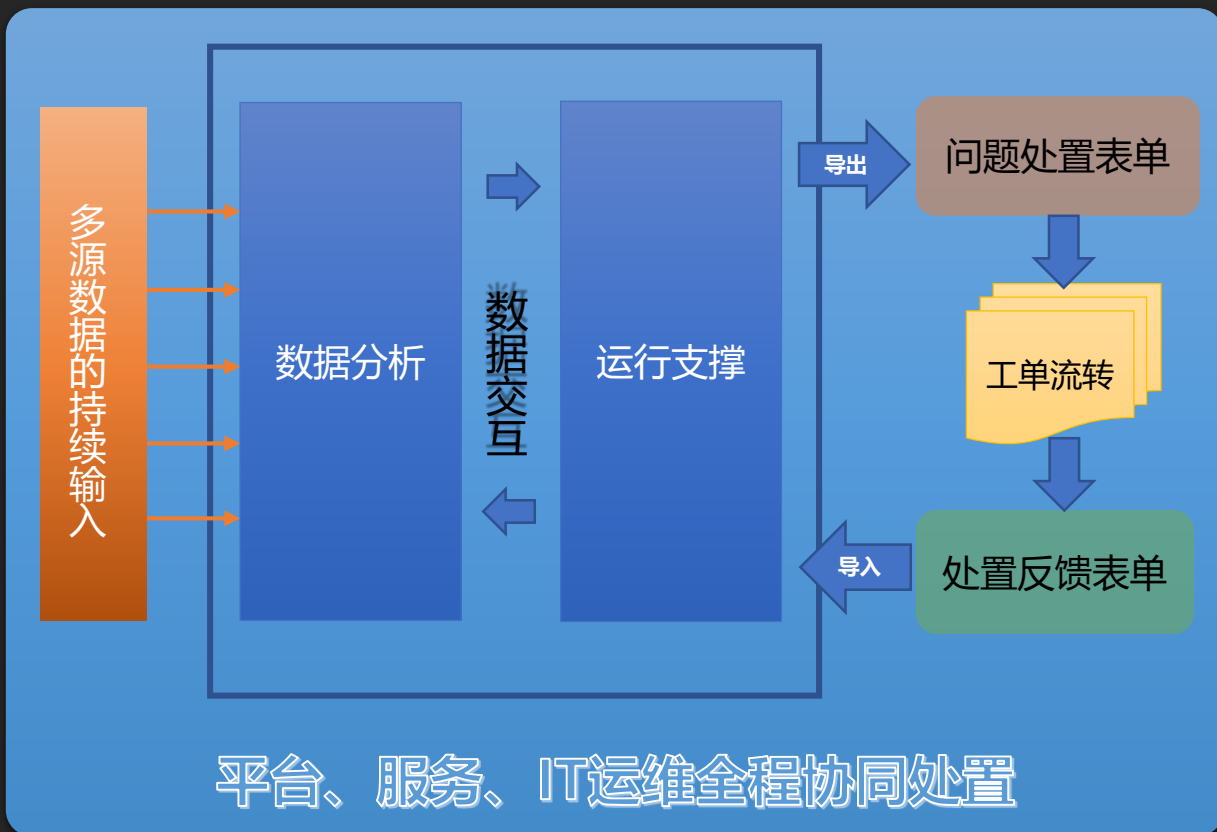 多源数据的持续输入
数据分析
数据交互
运行支撑
导出
问题处置表单
工单流转
导入
处置反馈表单
平台、服务、IT运维全程协同处置